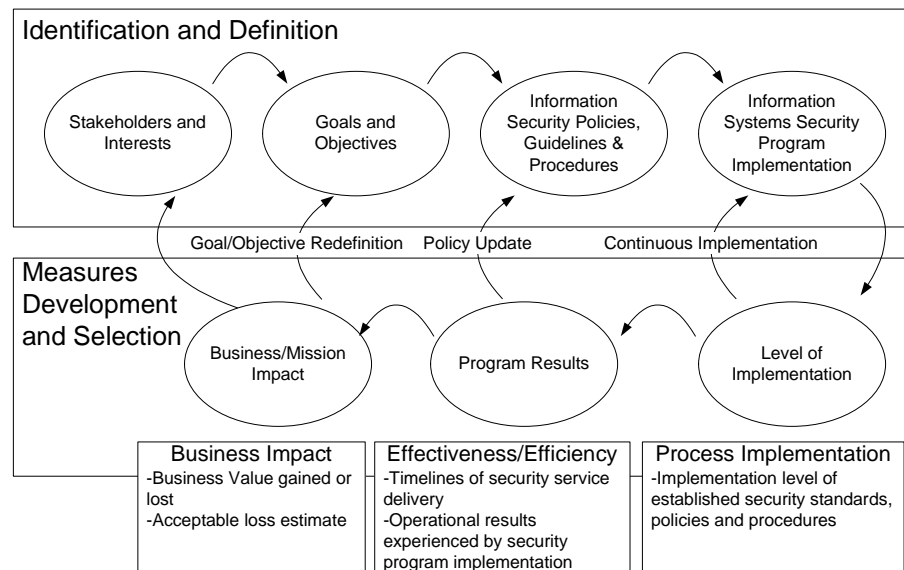 Identification and Definition
Stakeholders and
Interests
Goals and
Objectives
Information
Security Policies,
Guidelines &
Procedures
Information
Systems Security
Program
Implementation
Goal/Objective Redefinition
Policy Update
Continuous Implementation
Measures
Development
and Selection
Business/Mission
Impact
Program Results
Level of
Implementation
Business Impact
-Business Value gained or
lost
-Acceptable loss estimate
Effectiveness/Efficiency
-Timelines of security service
delivery
-Operational results
experienced by security
program implementation
Process Implementation
-Implementation level of
established security standards,
policies and procedures